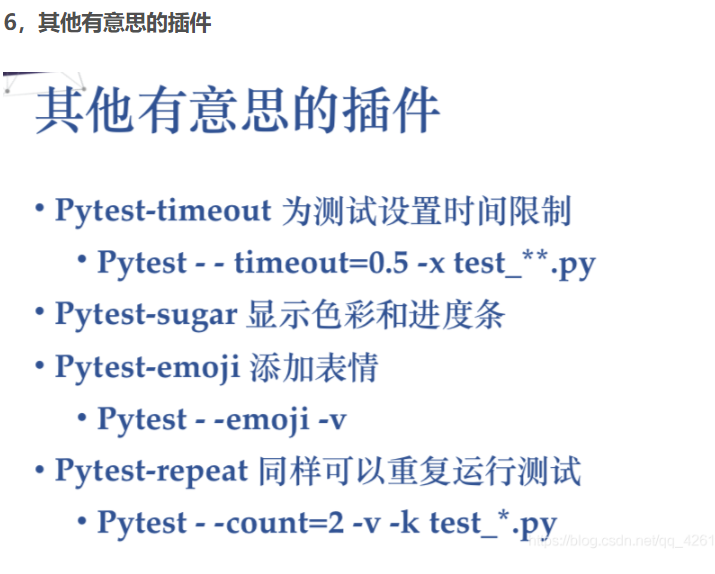 6，其他有意思的插件
其他有意思的插件
• Pytest-timeout 为测试设置时间限制
• Pytest - - timeout=0.5 -x test_**.py
• Pytest-sugar 显示色彩和进度条
• Pytest-emoji 添加表情
• Pytest - -emoji -v
• Pytest-repeat 同样可以重复运行测试
• Pytest - -count=2 -v -k test_*.py
https://blog.csdn.net/qq_4261